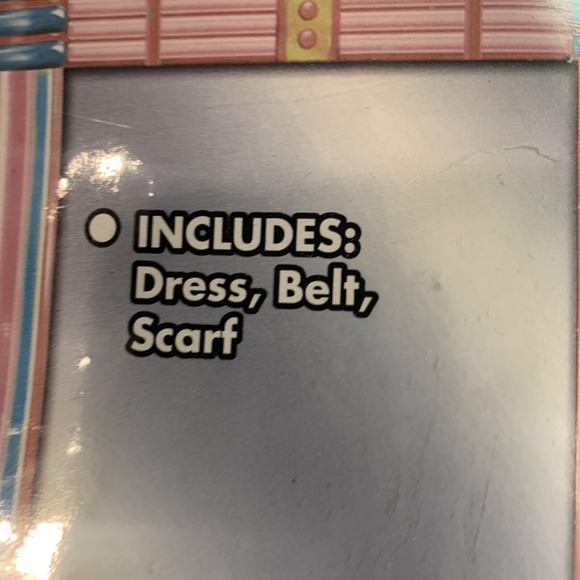 INCLUDES:
Dress, Belt,
Scarf